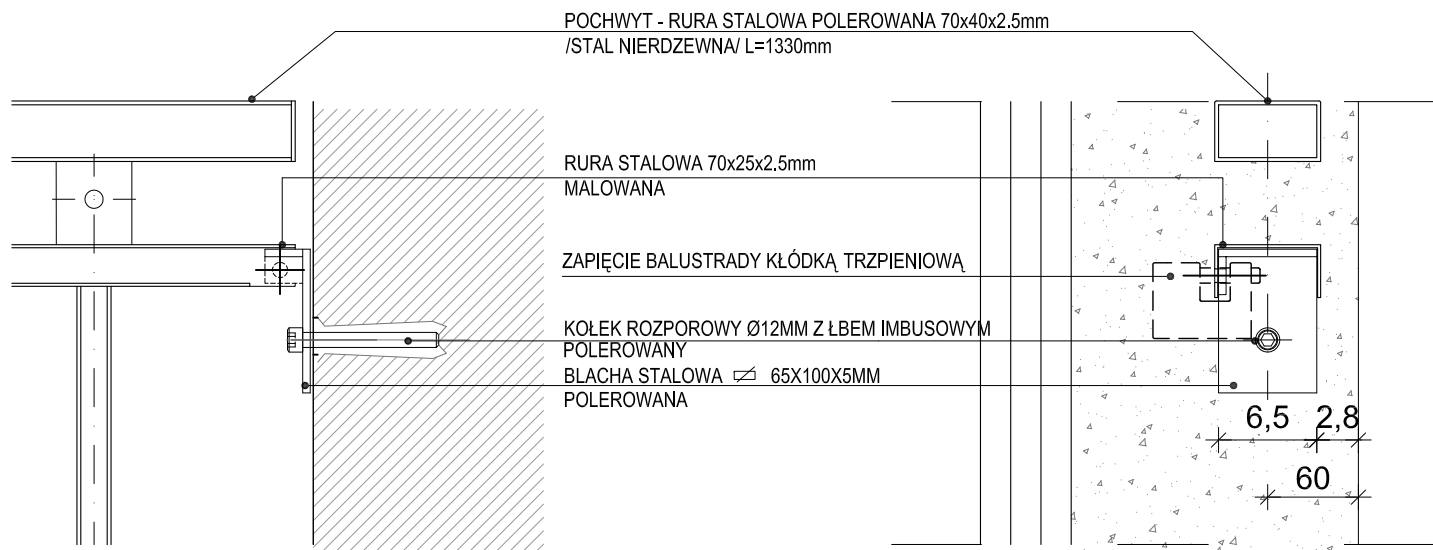 POCHWYT - RURA STALOWA POLEROWANA 70x40x2.5mm
/STAL NIERDZEWNA/ L=1330mm
RURA STALOWA 70x25x2.5mm
MALOWANA
ZAPIĘCIE BALUSTRADY KŁÓDKĄ TRZPIENIOWĄ
KOŁEK ROZPOROWY Ø12MM Z ŁBEM IMBUSOWYM
POLEROWANY
BLACHA STALOWA 65X100X5MM
POLEROWANA
6,5 2,8
60